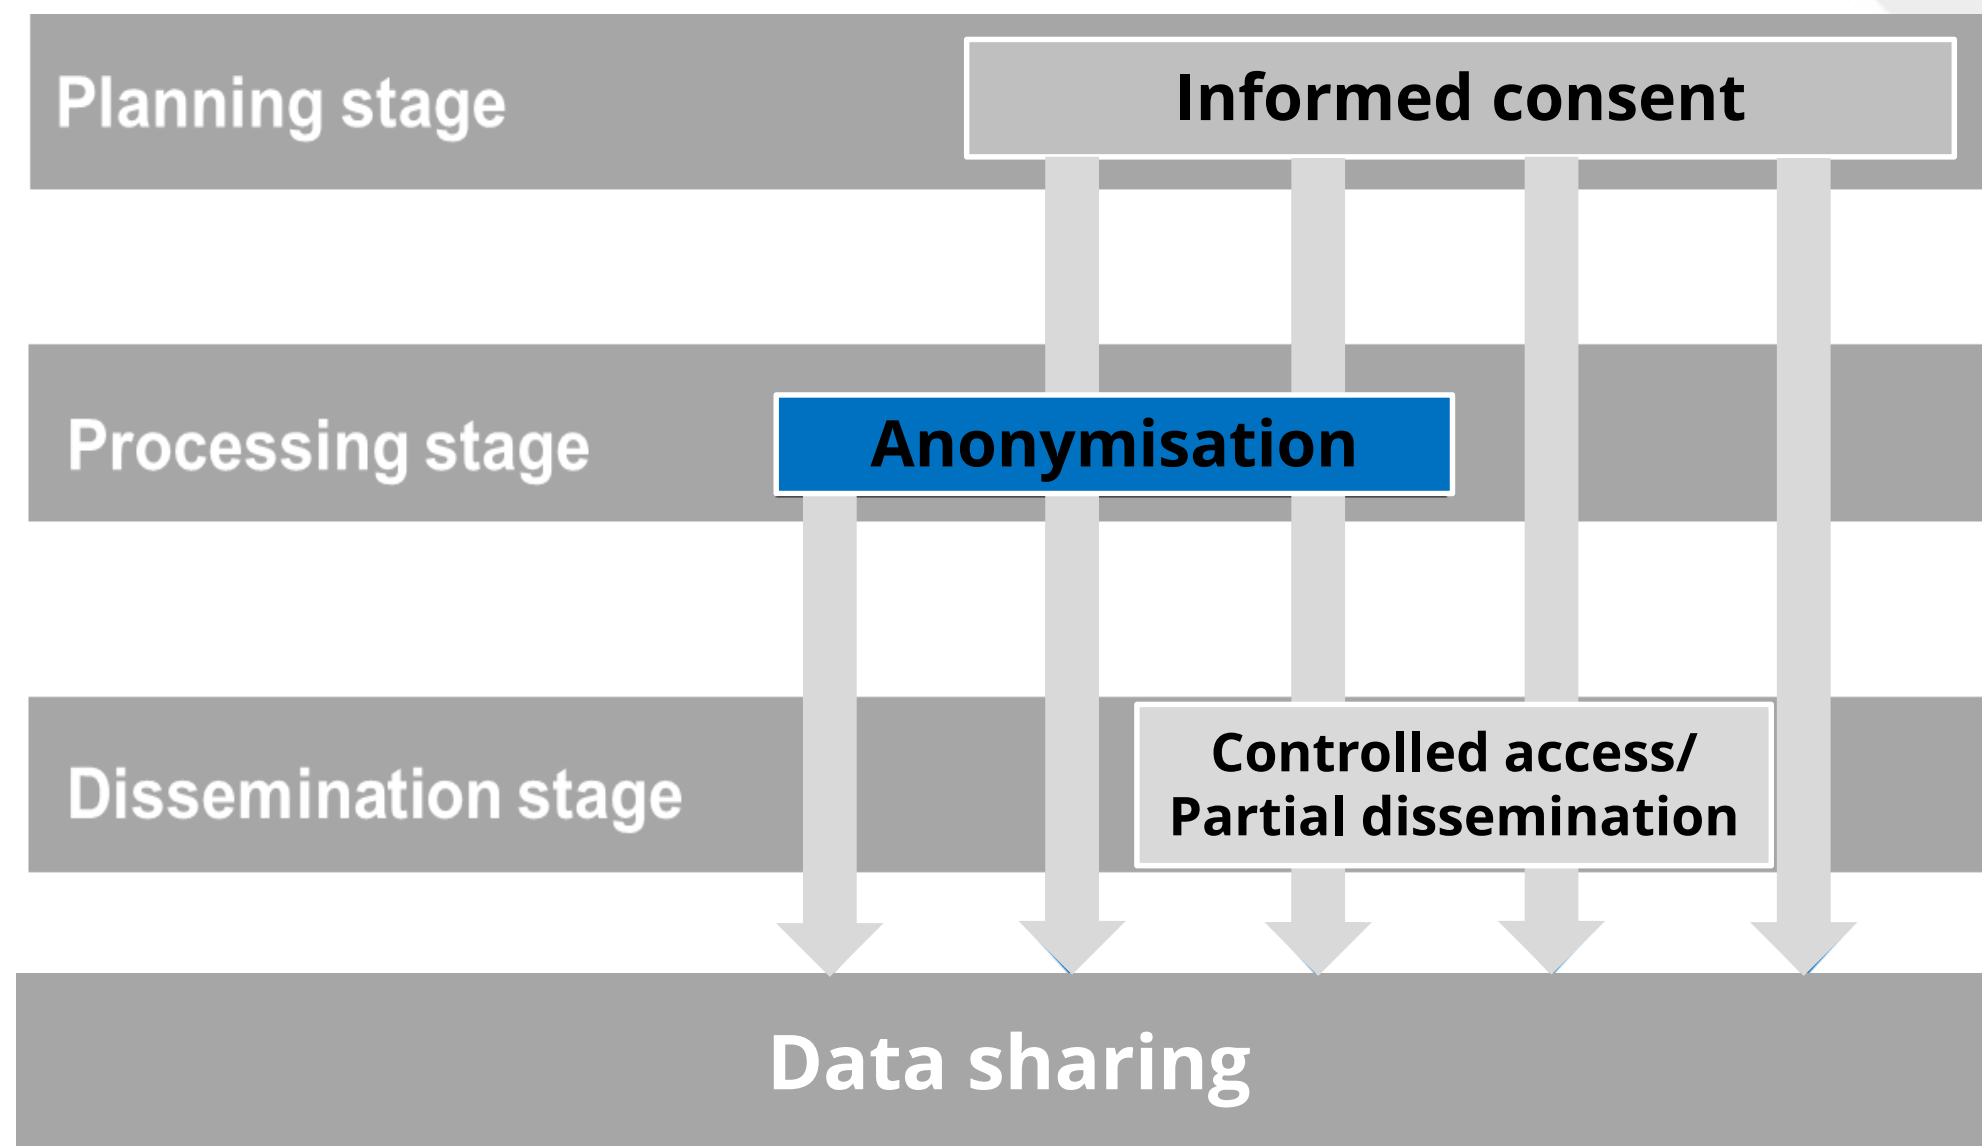 Planning stage
Informed consent
Processing stage
Anonymisation
Dissemination stage
Controlled access/
Partial dissemination
Data sharing